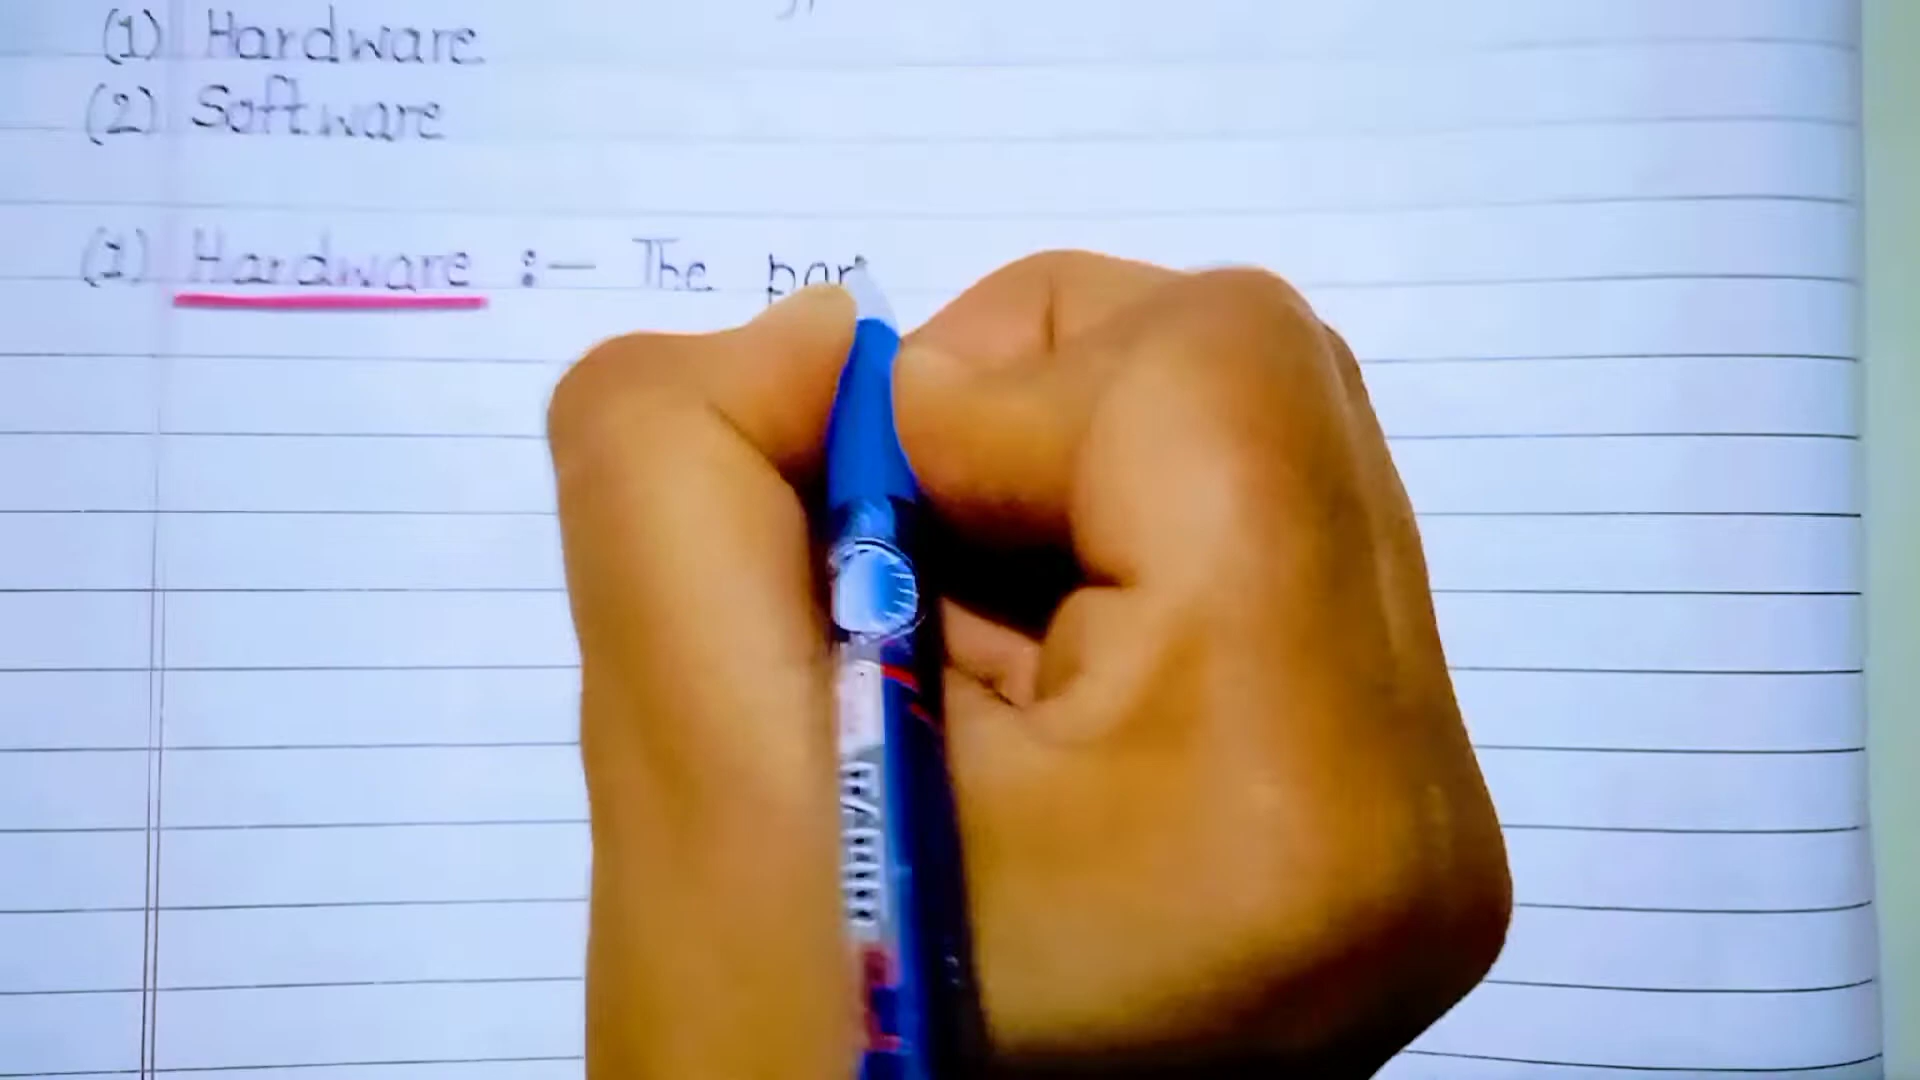 (1) Hardware
(2) Software
(1) Hardware :- The par